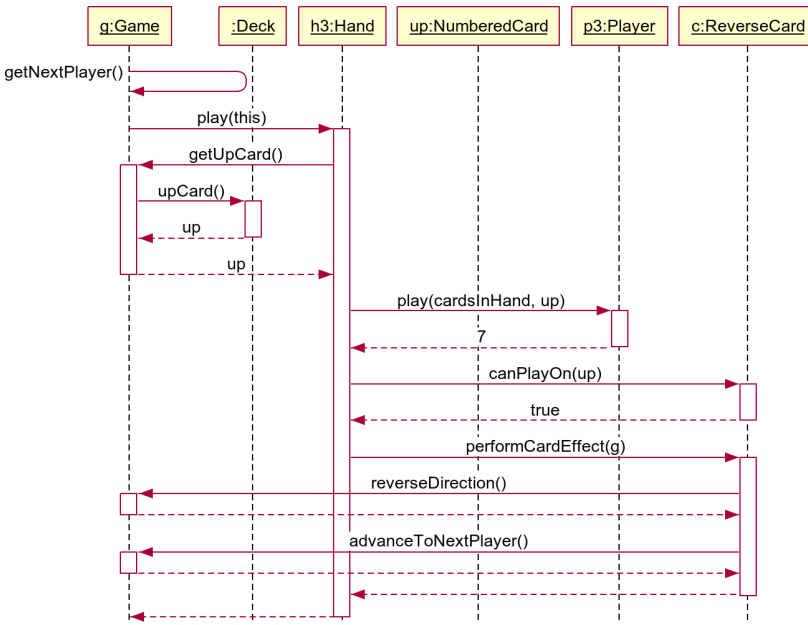 g:Game
:Deck
h3:Hand
up:NumberedCard
p3:Player
c:ReverseCard
getNextPlayer()
play(this)
getUpCard()
upCard()
up
up
play(cardsInHand, up)
7
canPlayOn(up)
true
performCardEffect(g)
reverseDirection()
advanceToNextPlayer()